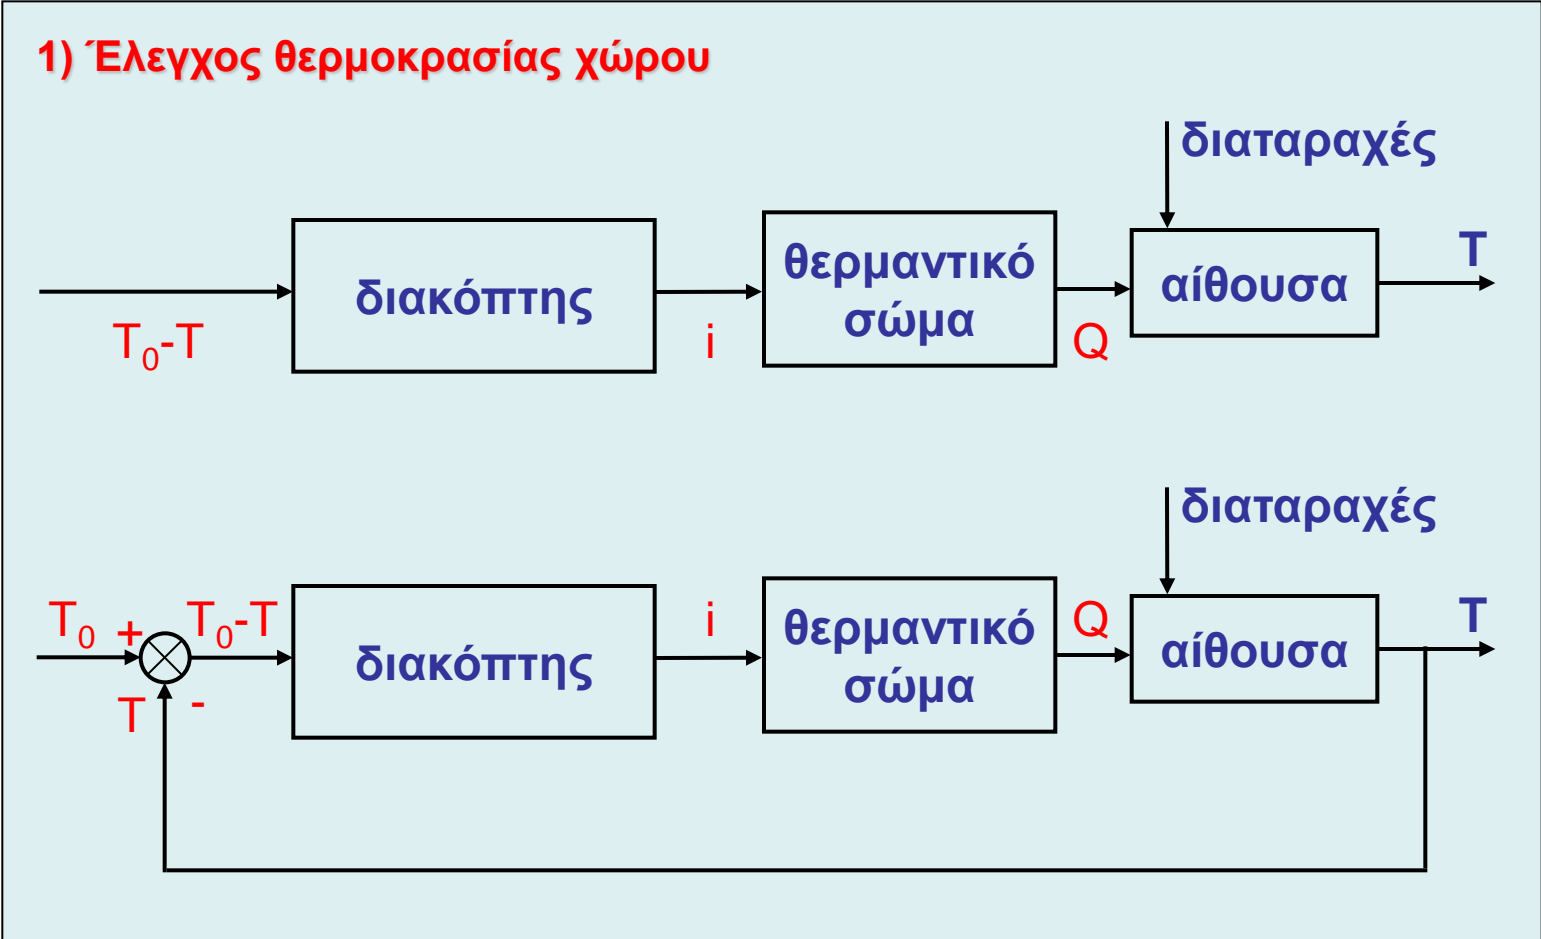 1) Έλεγχος θερμοκρασίας χώρου
διαταραχές
διακόπτης
θερμαντικό
σώμα
αίθουσα
T
T₀-T
i
Q
διαταραχές
T₀
+
T₀-T
διακόπτης
i
θερμαντικό
σώμα
Q
αίθουσα
T
T
-